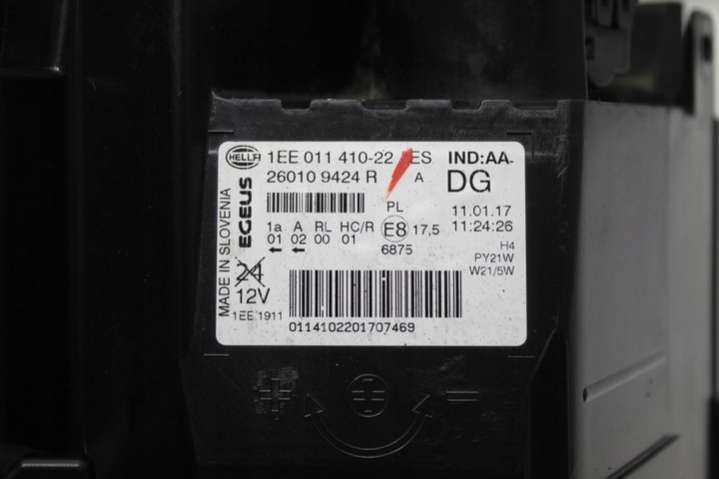 HELLA
1EE 011 410-22 ES IND:AA-
26010 9424 R A DG
MADE IN SLOVENIA
EGEUS
PL
11.01.17
11:24:26
1a A RL HC/R
01 02 00 01
E8 17,5
6875
H4
PY21W
W21/5W
24
12V
1EE 1911
0114102201707469